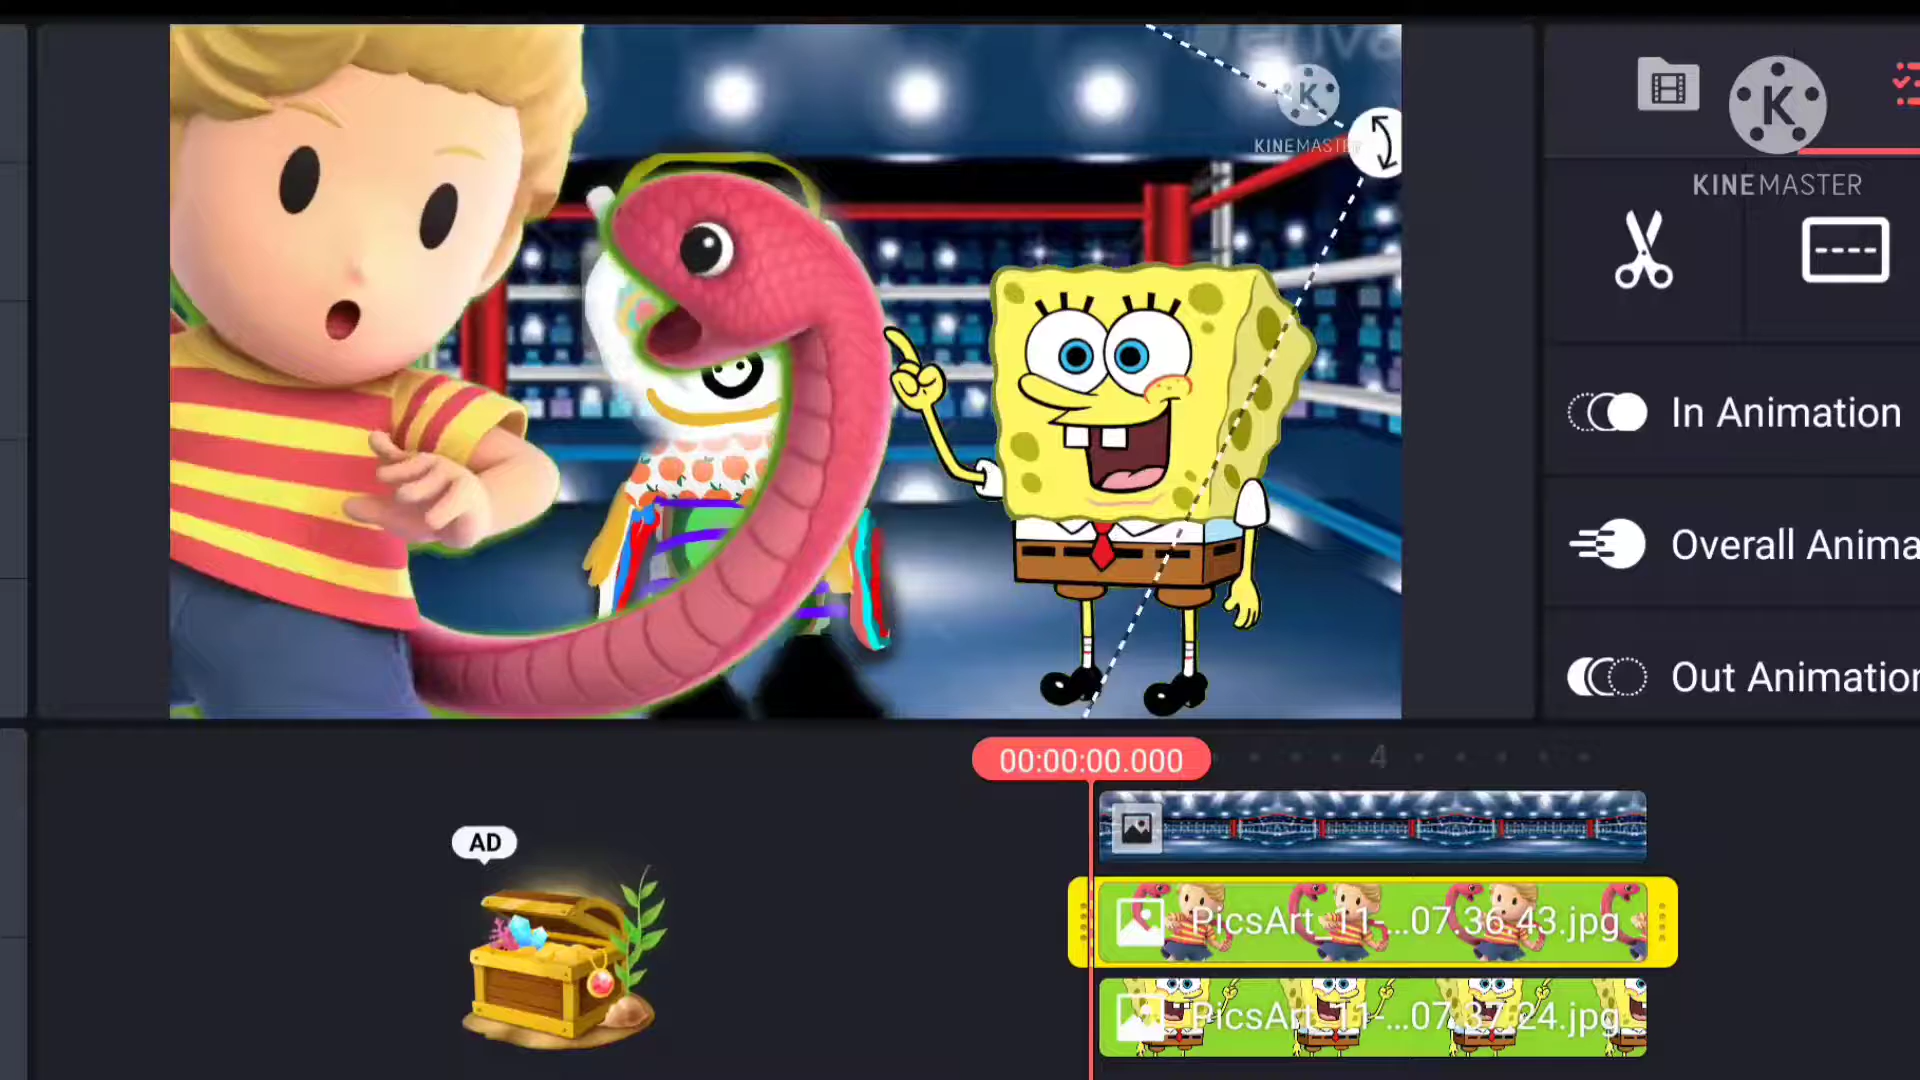 K
KINEMASTER
K
KINEMASTER
In Animation
Overall Anima
Out Animation
00:00:00.000
4
AD
PicsArt_11-...07.36.43.jpg
PicsArt_11-...07.37.24.jpg